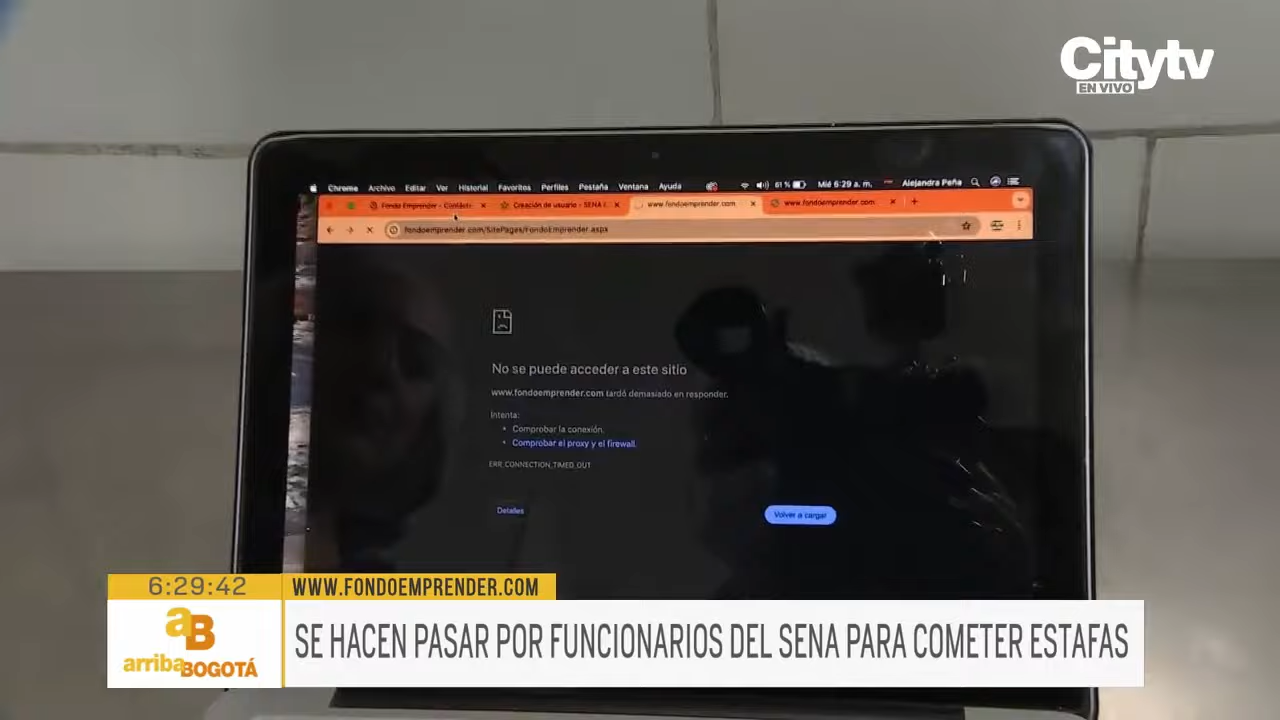 Citytv
EN VIVO
Chrome Archivo Editar Ver Historial Favoritos Perfiles Pestaña Ventana Ayuda 61 % Mié 6:29 a. m. Alejandra Peña
Fondo Emprender - Contácte Creación de usuario - SENA ( www.fondoemprender.com www.fondoemprender.com
fondoemprender.com/SitePages/FondoEmprender.aspx
No se puede acceder a este sitio
www.fondoemprender.com tardó demasiado en responder.
Intenta:
• Comprobar la conexión.
• Comprobar el proxy y el firewall.
ERR_CONNECTION_TIMED_OUT
Detalles
Volver a cargar
6:29:42
WWW.FONDOEMPRENDER.COM
aB
arriba BOGOTÁ
SE HACEN PASAR POR FUNCIONARIOS DEL SENA PARA COMETER ESTAFAS